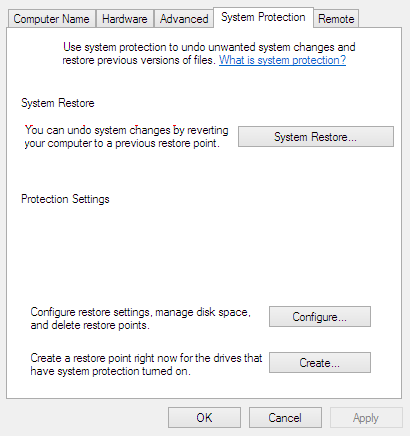 Computer Name Hardware Advanced System Protection Remote
Use system protection to undo unwanted system changes and
restore previous versions of files. What is system protection?
System Restore
You can undo system changes by reverting
your computer to a previous restore point.
System Restore...
Protection Settings
Configure restore settings, manage disk space,
and delete restore points.
Configure...
Create a restore point right now for the drives that
have system protection turned on.
Create...
OK Cancel Apply